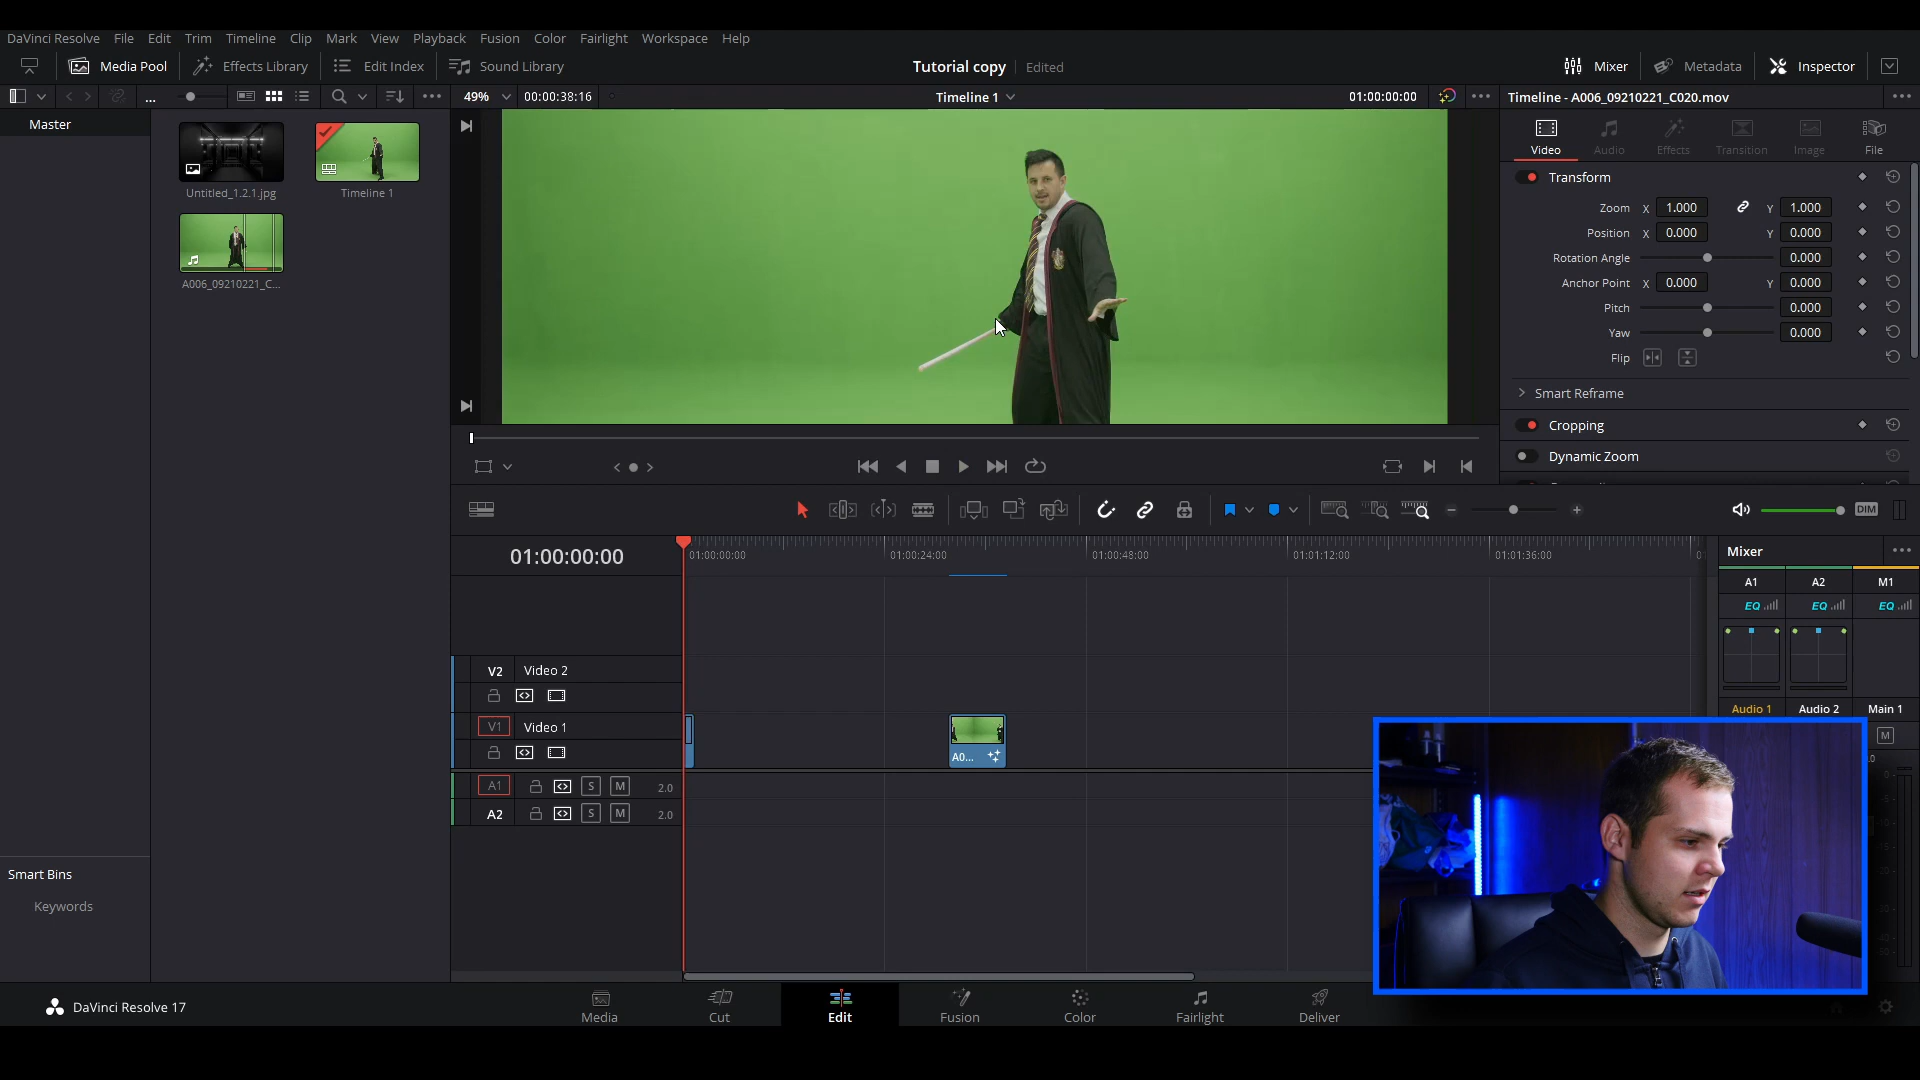 DaVinci Resolve File Edit Trim Timeline Clip Mark View Playback Fusion Color Fairlight Workspace Help
Media Pool Effects Library Edit Index Sound Library Tutorial copy Edited Mixer Metadata Inspector
... 49% 00:00:38:16 Timeline 1 01:00:00:00 Timeline - A006_09210221_C020.mov
Master
Untitled_1.2.1.jpg Timeline 1
A006_09210221_C...
Video Audio Effects Transition Image File
Transform
Zoom X 1.000 Y 1.000
Position X 0.000 Y 0.000
Rotation Angle 0.000
Anchor Point X 0.000 Y 0.000
Pitch 0.000
Yaw 0.000
Flip
Smart Reframe
Cropping
Dynamic Zoom
DIM
01:00:00:00 01:00:00:00 01:00:24:00 01:00:48:00 01:01:12:00 01:01:36:00
Mixer
A1 A2 M1
EQ EQ EQ
Audio 1 Audio 2 Main 1
M
V2 Video 2
V1 Video 1
A0...
A1 S M 2.0
A2 S M 2.0
Smart Bins
Keywords
DaVinci Resolve 17
Media Cut Edit Fusion Color Fairlight Deliver